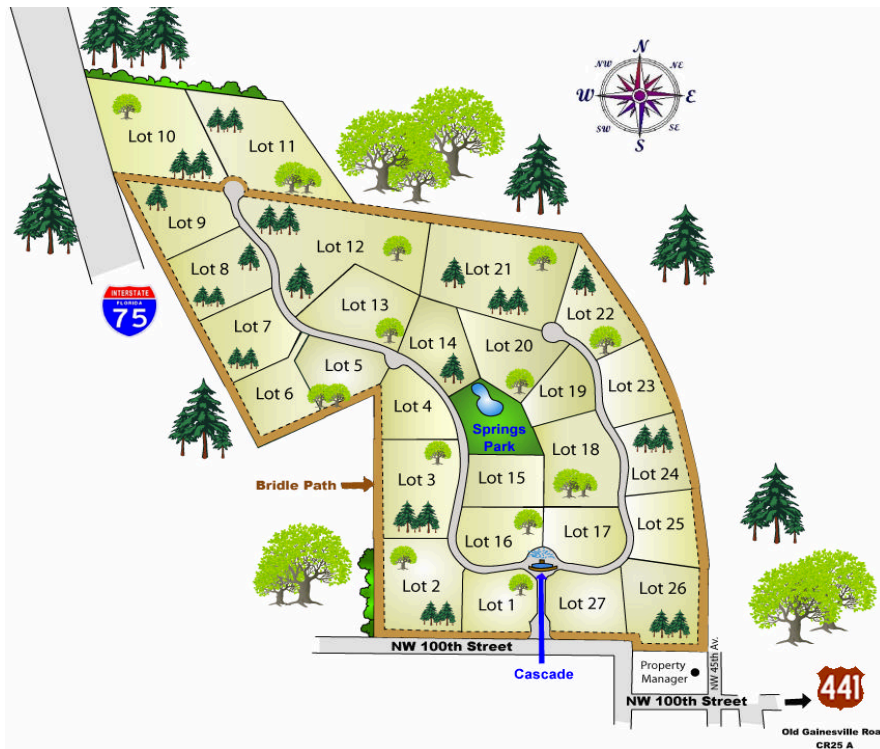 N
NW
NE
W
E
SW
SE
S
Lot 10
Lot 11
Lot 9
Lot 12
Lot 8
Lot 21
INTERSTATE
FLORIDA
75
Lot 13
Lot 22
Lot 7
Lot 14
Lot 20
Lot 5
Lot 23
Lot 6
Lot 19
Lot 4
Springs
Park
Lot 18
Lot 24
Bridle Path
Lot 3
Lot 15
Lot 25
Lot 16
Lot 17
Lot 2
Lot 26
Lot 1
Lot 27
NW 100th Street
Cascade
Property
Manager
NW 45th Av.
441
NW 100th Street
Old Gainesville Roa
CR25 A